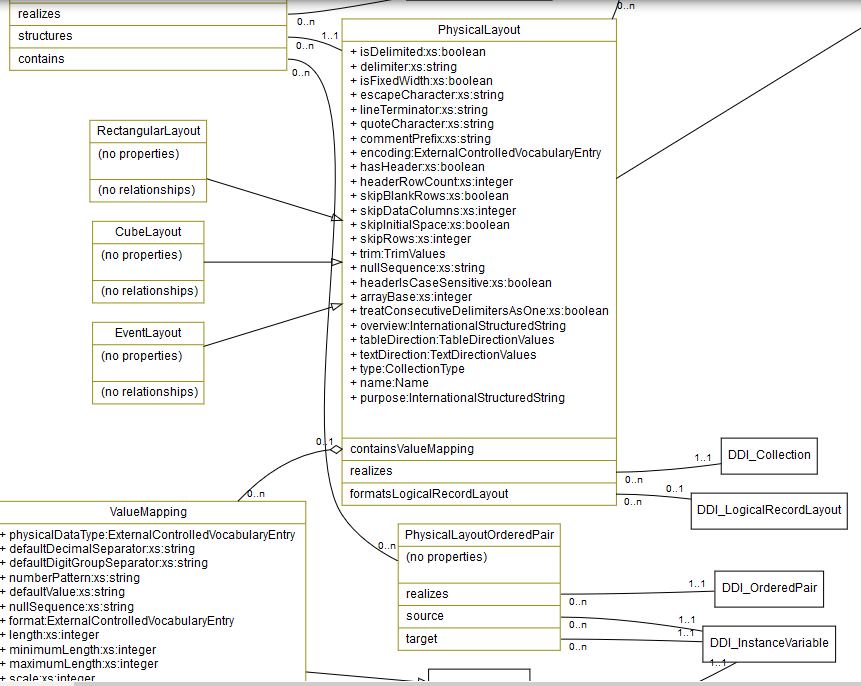 realizes
structures
contains
0..n
0..n
1..1
0..n
0..n
PhysicalLayout
+ isDelimited:xs:boolean
+ delimiter:xs:string
+ isFixedWidth:xs:boolean
+ escapeCharacter:xs:string
+ lineTerminator:xs:string
+ quoteCharacter:xs:string
+ commentPrefix:xs:string
+ encoding:ExternalControlledVocabularyEntry
+ hasHeader:xs:boolean
+ headerRowCount:xs:integer
+ skipBlankRows:xs:boolean
+ skipDataColumns:xs:integer
+ skipInitialSpace:xs:boolean
+ skipRows:xs:integer
+ trim:TrimValues
+ nullSequence:xs:string
+ headerIsCaseSensitive:xs:boolean
+ arrayBase:xs:integer
+ treatConsecutiveDelimitersAsOne:xs:boolean
+ overview:InternationalStructuredString
+ tableDirection:TableDirectionValues
+ textDirection:TextDirectionValues
+ type:CollectionType
+ name:Name
+ purpose:InternationalStructuredString
containsValueMapping
realizes
formatsLogicalRecordLayout
RectangularLayout
(no properties)
(no relationships)
CubeLayout
(no properties)
(no relationships)
EventLayout
(no properties)
(no relationships)
0..1
0..n
1..1
0..n
DDI_Collection
0..1
0..n
DDI_LogicalRecordLayout
ValueMapping
+ physicalDataType:ExternalControlledVocabularyEntry
+ defaultDecimalSeparator:xs:string
+ defaultDigitGroupSeparator:xs:string
+ numberPattern:xs:string
+ defaultValue:xs:string
+ nullSequence:xs:string
+ format:ExternalControlledVocabularyEntry
+ length:xs:integer
+ minimumLength:xs:integer
+ maximumLength:xs:integer
+ scale:xs:integer
0..n
PhysicalLayoutOrderedPair
(no properties)
realizes
source
target
1..1
0..n
DDI_OrderedPair
0..n
1..1
1..1
0..n
DDI_InstanceVariable
1..1